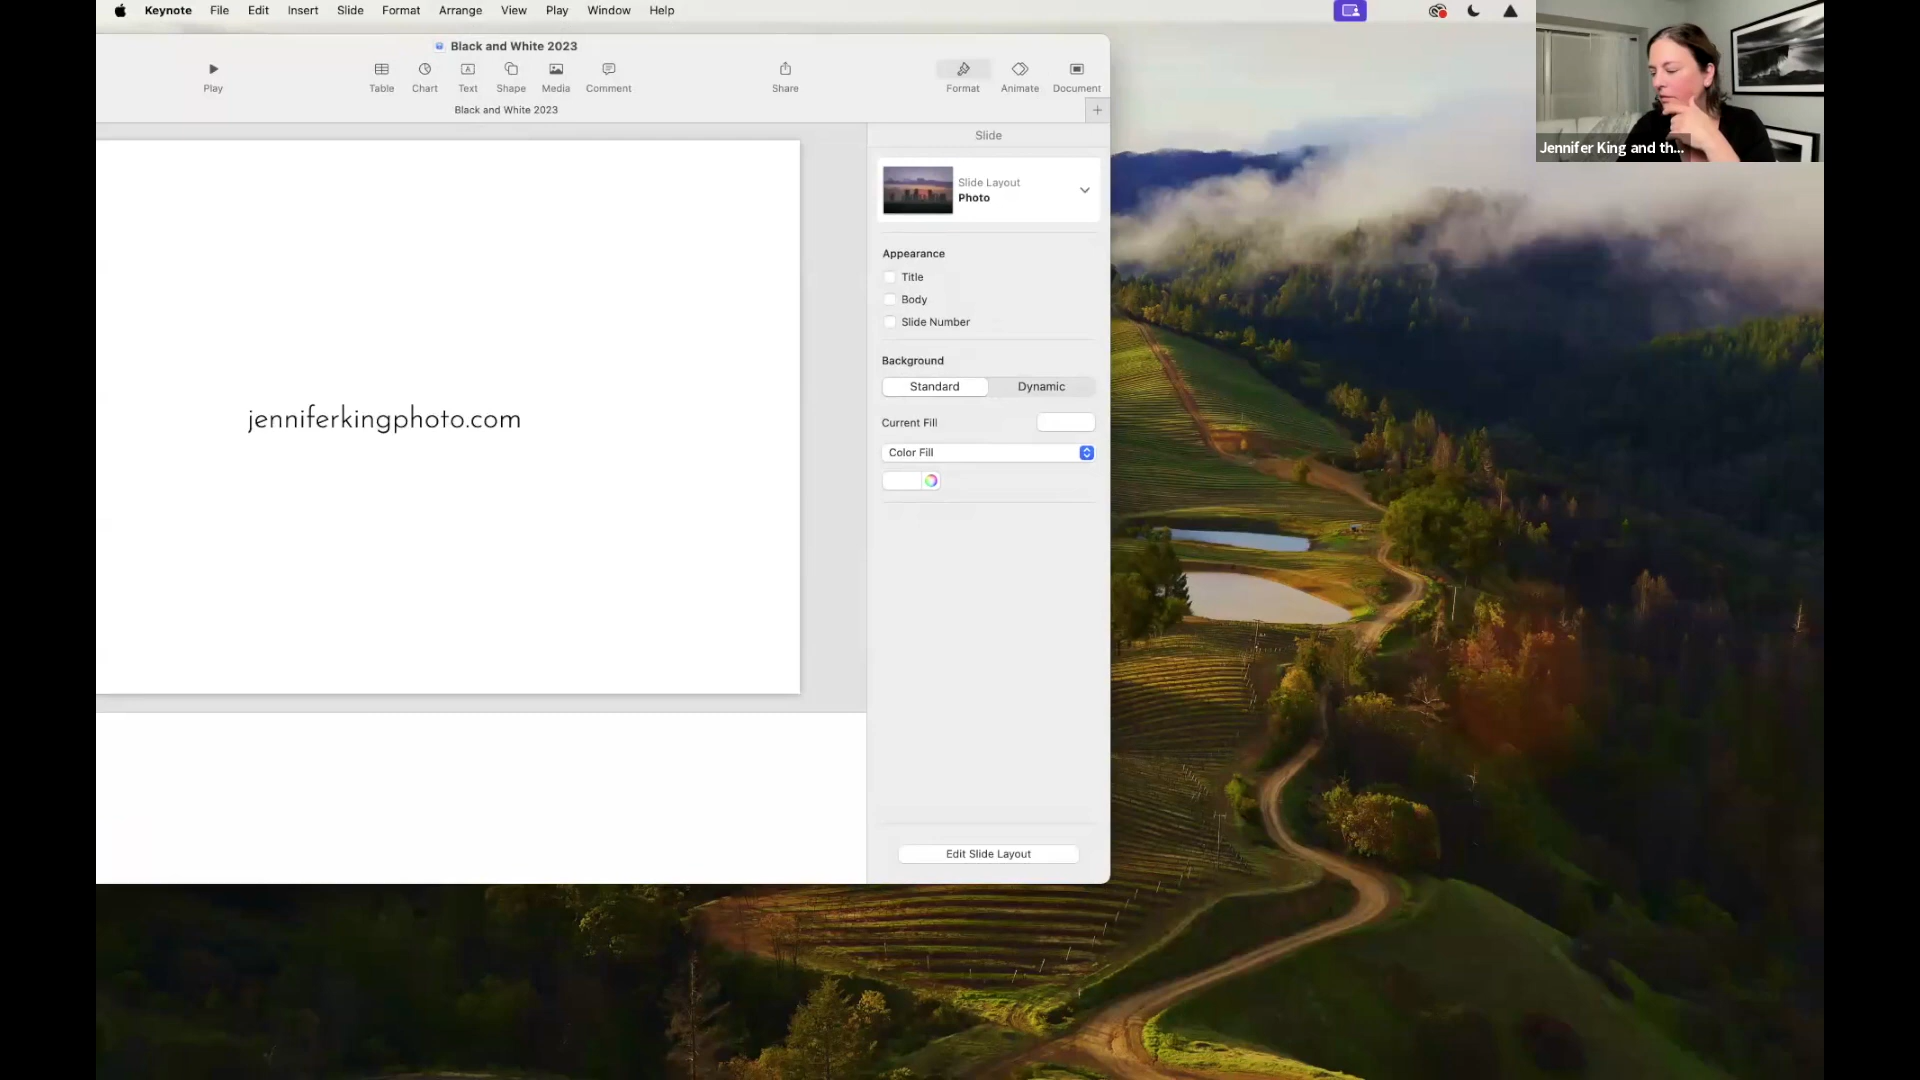 Keynote File Edit Insert Slide Format Arrange View Play Window Help
Black and White 2023
Play Table Chart Text Shape Media Comment Share Format Animate Document
Black and White 2023
Slide
Slide Layout
Photo
Appearance
Title
Body
Slide Number
Background
Standard Dynamic
Current Fill
Color Fill
Edit Slide Layout
jenniferkingphoto.com
Jennifer King and th...